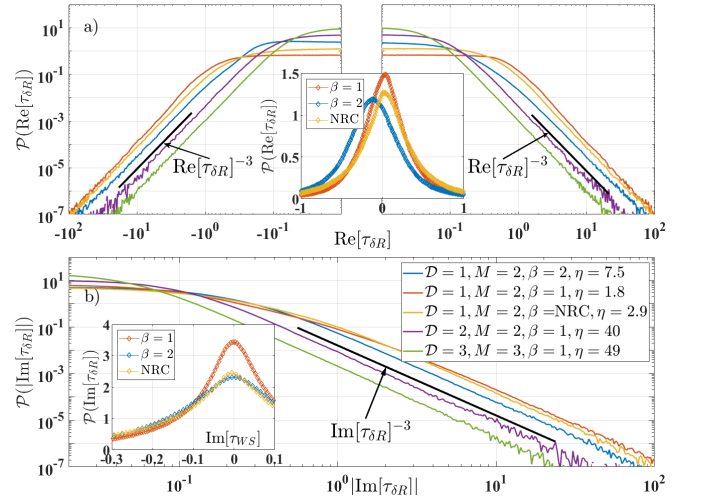 a)
10^1
10^-1
10^-3
10^-5
10^-7
P(Re[τ_δR])
Re[τ_δR]^-3
Re[τ_δR]^-3
-10^2
-10^1
-10^0
-10^-1
10^-1
10^0
10^1
10^2
Re[τ_δR]
1.5
1
0.5
0
P(Re[τ_δR])
β = 1
β = 2
NRC
-1
0
1
b)
10^1
10^-1
10^-3
10^-5
10^-7
P(|Im[τ_δR]|)
D = 1, M = 2, β = 2, η = 7.5
D = 1, M = 2, β = 1, η = 1.8
D = 1, M = 2, β =NRC, η = 2.9
D = 2, M = 2, β = 1, η = 40
D = 3, M = 3, β = 1, η = 49
Im[τ_δR]^-3
4
3
2
1
0
P(Im[τ_δR])
β = 1
β = 2
NRC
Im[τ_WS]
-0.3
-0.2
-0.1
0
0.1
10^-1
10^0
|Im[τ_δR]|
10^1
10^2